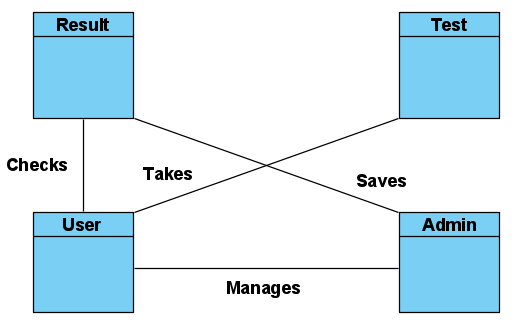 Result
Test
Checks
Takes
Saves
User
Admin
Manages